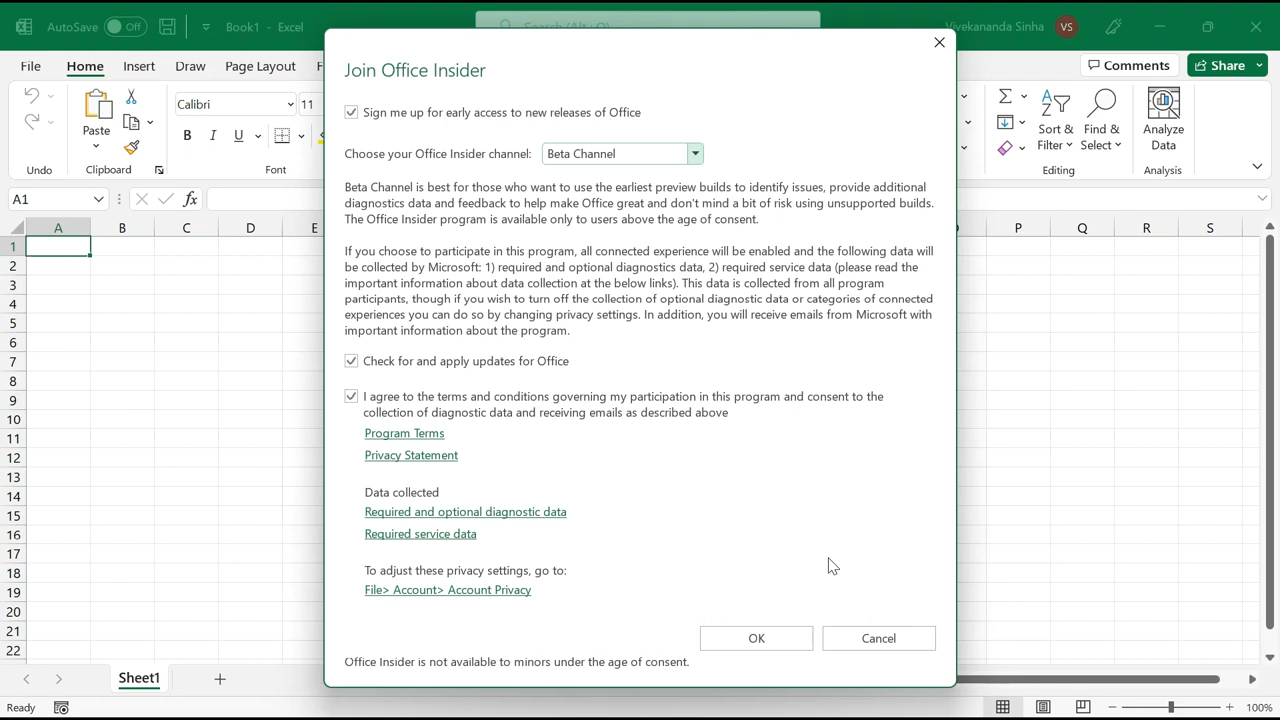 AutoSave Off Book1 - Excel Search (Alt+Q) Vivekananda Sinha VS
File Home Insert Draw Page Layout F Comments Share
Calibri 11
Paste B I U Sort & Filter Find & Select Analyze Data
Undo Clipboard Font Editing Analysis
A1 fx
A B C D E P Q R S
1
2
3
4
5
6
7
8
9
10
11
12
13
14
15
16
17
18
19
20
21
22
Join Office Insider
Sign me up for early access to new releases of Office
Choose your Office Insider channel: Beta Channel
Beta Channel is best for those who want to use the earliest preview builds to identify issues, provide additional
diagnostics data and feedback to help make Office great and don't mind a bit of risk using unsupported builds.
The Office Insider program is available only to users above the age of consent.
If you choose to participate in this program, all connected experience will be enabled and the following data will
be collected by Microsoft: 1) required and optional diagnostics data, 2) required service data (please read the
important information about data collection at the below links). This data is collected from all program
participants, though if you wish to turn off the collection of optional diagnostic data or categories of connected
experiences you can do so by changing privacy settings. In addition, you will receive emails from Microsoft with
important information about the program.
Check for and apply updates for Office
I agree to the terms and conditions governing my participation in this program and consent to the
collection of diagnostic data and receiving emails as described above
Program Terms
Privacy Statement
Data collected
Required and optional diagnostic data
Required service data
To adjust these privacy settings, go to:
File> Account> Account Privacy
OK Cancel
Office Insider is not available to minors under the age of consent.
Sheet1
Ready 100%